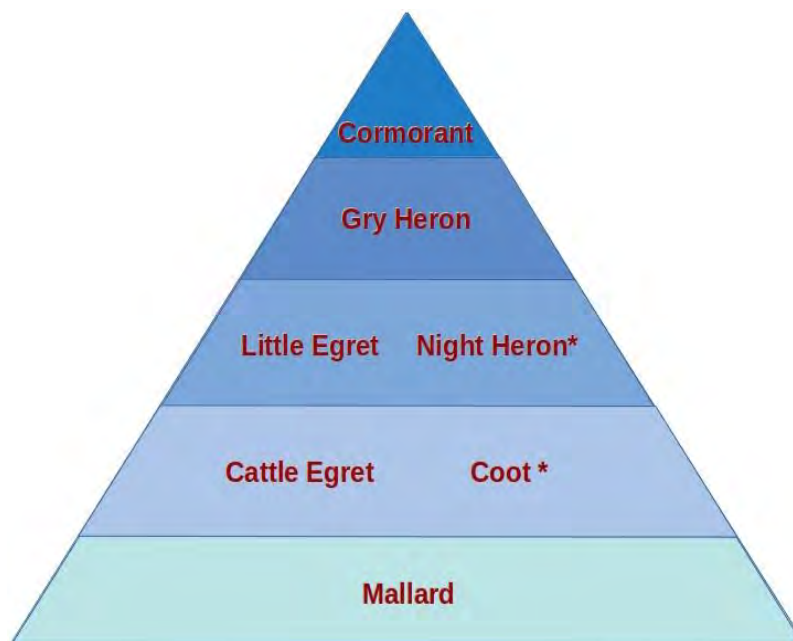 Cormorant
Gry Heron
Little Egret Night Heron*
Cattle Egret Coot *
Mallard